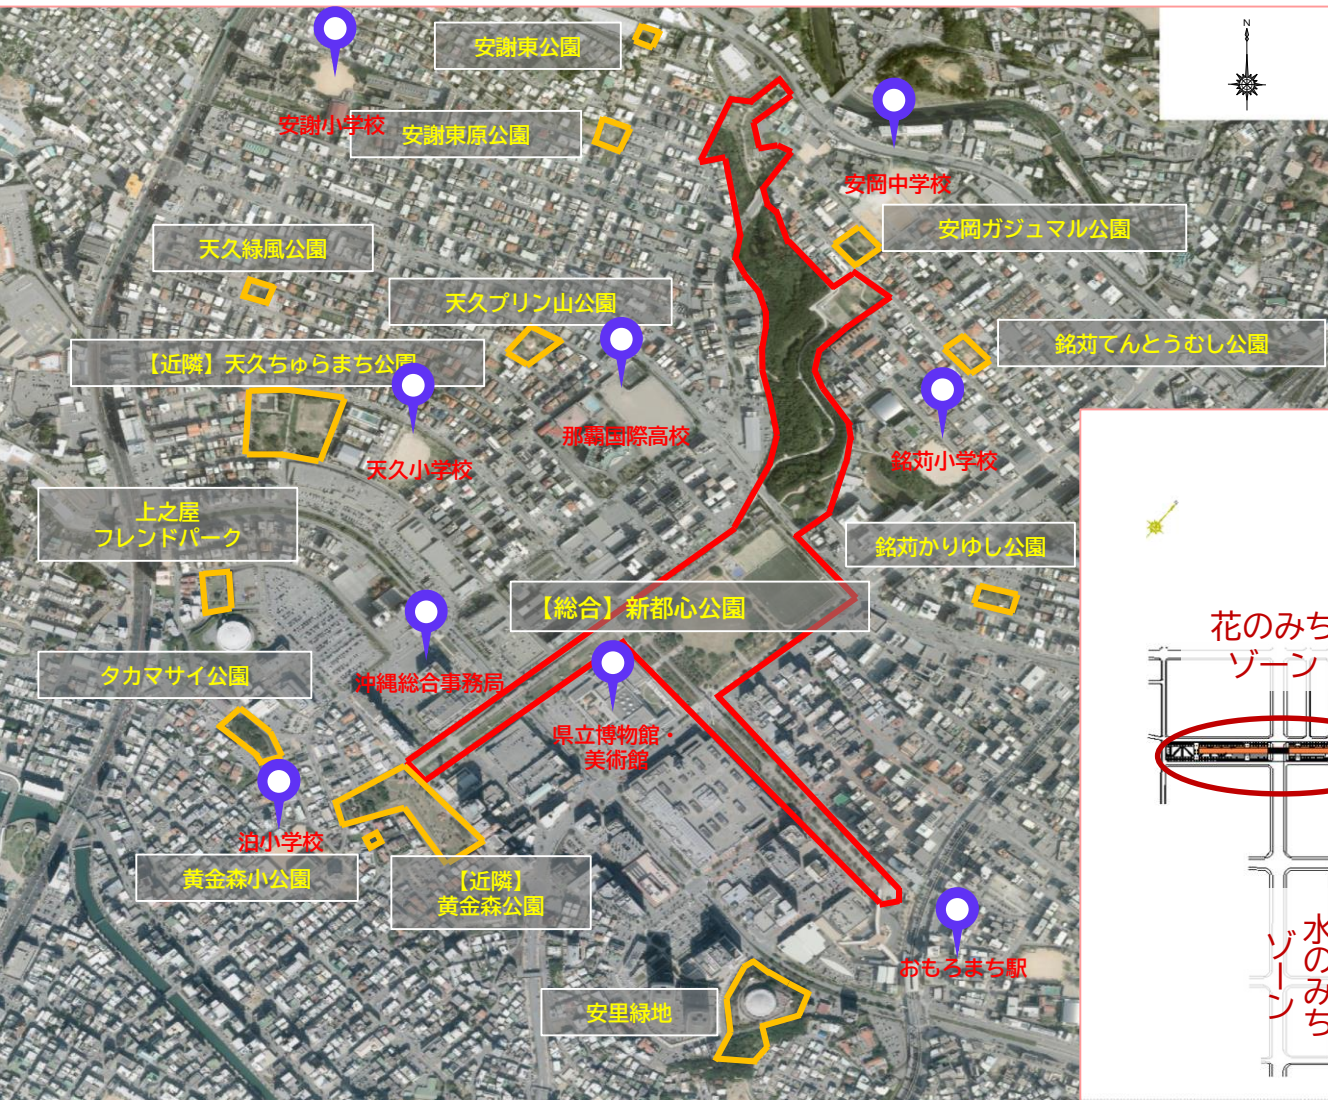 N
安謝東公園
安謝小学校
安謝東原公園
安岡中学校
安岡ガジュマル公園
天久緑風公園
天久プリン山公園
銘苅てんとうむし公園
【近隣】天久ちゅらまち公園
那覇国際高校
天久小学校
銘苅小学校
上之屋
フレンドパーク
銘苅かりゆし公園
【総合】新都心公園
花のみち
ゾーン
タカマサイ公園
沖縄総合事務局
県立博物館・
美術館
泊小学校
黄金森小公園
【近隣】
黄金森公園
水のみち
ゾーン
おもろまち駅
安里緑地